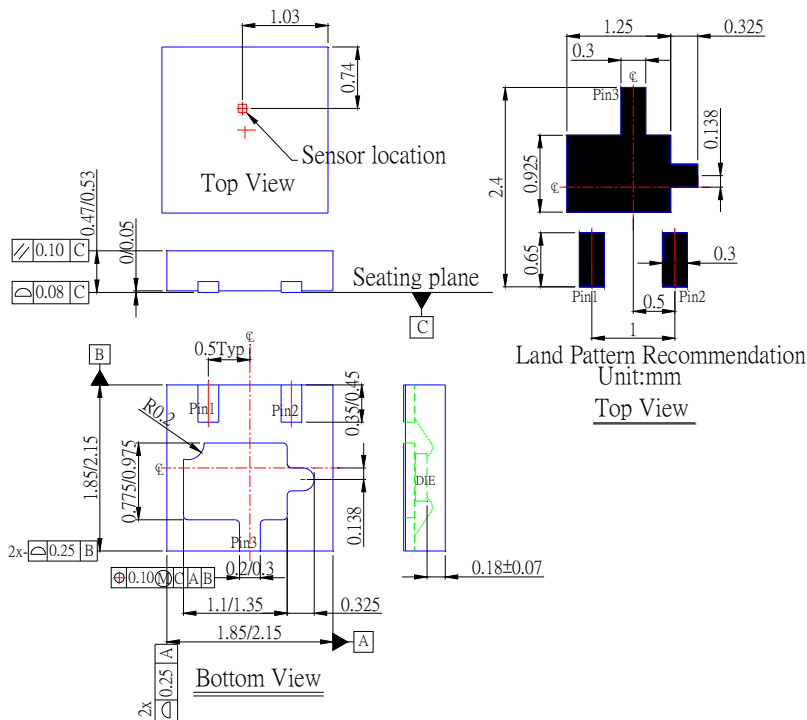 1.03
0.74
Sensor location
Top View
0.47/0.53
0/0.05
// 0.10 C
⌓ 0.08 C
Seating plane
C
1.25
0.325
0.3
℄
Pin3
0.138
2.4
0.925
℄
0.65
0.3
Pin1
Pin2
0.5
1
Land Pattern Recommendation
Unit:mm
Top View
B
℄
0.5Typ
Pin1
Pin2
0.35/0.45
R0.2
1.85/2.15
0.775/0.975
℄
DIE
0.138
2x-⌓ 0.25 B
Pin3
0.2/0.3
⌖ 0.10 Ⓜ C A B
0.18±0.07
1.1/1.35
0.325
1.85/2.15
A
2x ⌓ 0.25 A
Bottom View